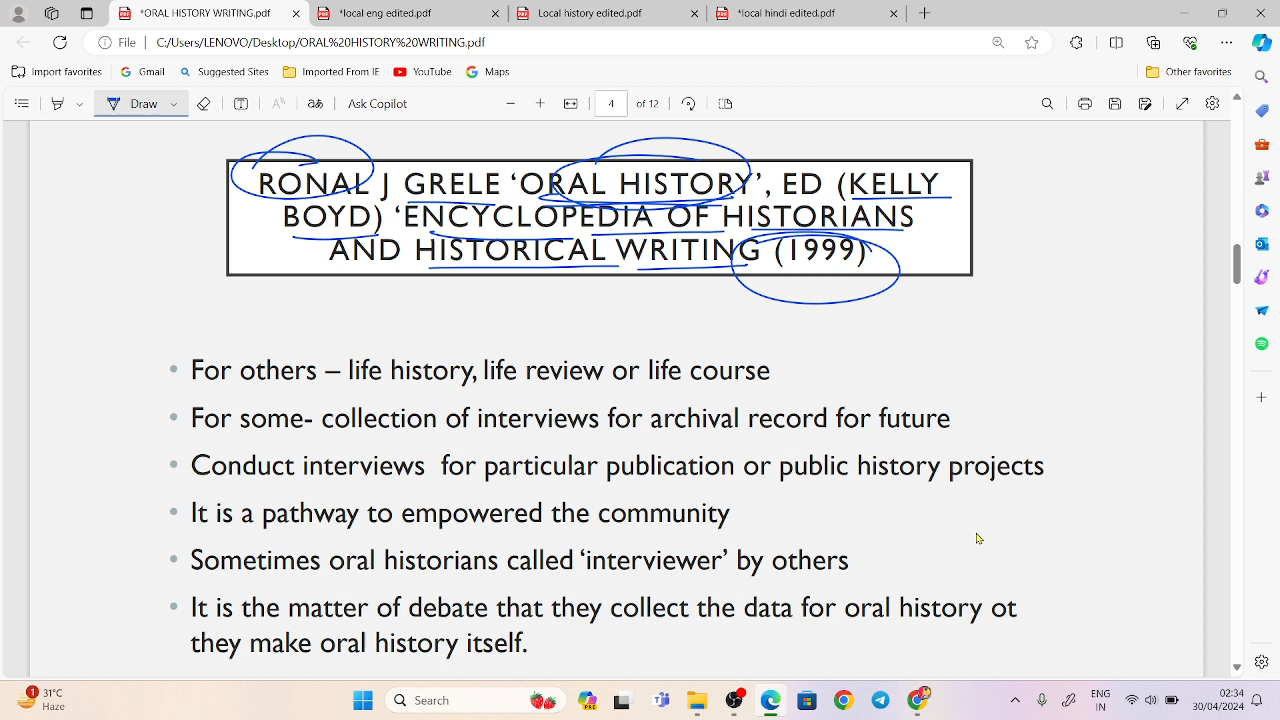 *ORAL HISTORY WRITING.pdf
*local eng edited.pdf
Local history edited.pdf
*local hindi edited.pdf
File
C:/Users/LENOVO/Desktop/ORAL%20HISTORY%20WRITING.pdf
Import favorites
Gmail
Suggested Sites
Imported From IE
YouTube
Maps
Other favorites
Draw
Ask Copilot
4 of 12
RONAL J GRELE ‘ORAL HISTORY’, ED (KELLY
BOYD) ‘ENCYCLOPEDIA OF HISTORIANS
AND HISTORICAL WRITING (1999)
• For others – life history, life review or life course
• For some- collection of interviews for archival record for future
• Conduct interviews for particular publication or public history projects
• It is a pathway to empowered the community
• Sometimes oral historians called ‘interviewer’ by others
• It is the matter of debate that they collect the data for oral history ot
they make oral history itself.
1
31°C
Haze
Search
PRE
ENG
IN
02:34
30/04/2024